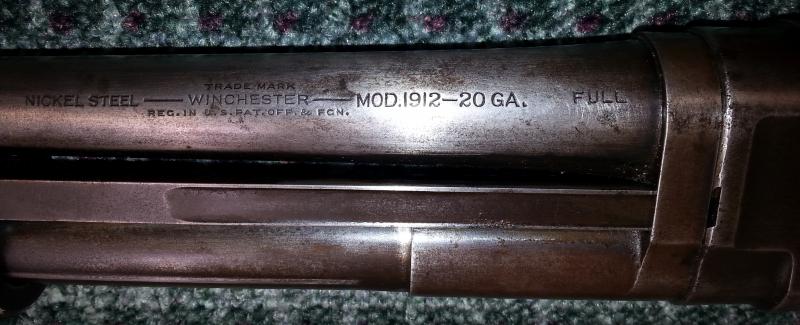 TRADE MARK
NICKEL STEEL — WINCHESTER — MOD.1912-20 GA. FULL
REG. IN U.S. PAT. OFF. & FGN.